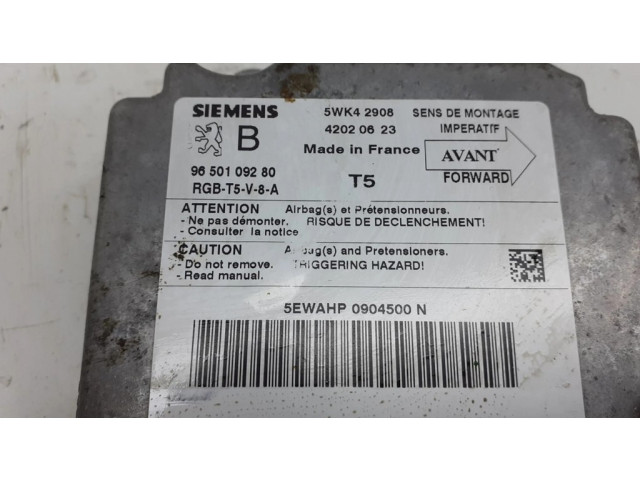 SIEMENS 5WK4 2908 SENS DE MONTAGE
B 4202 06 23 IMPERATIF
Made in France AVANT
96 501 092 80 FORWARD
RGB-T5-V-8-A T5
ATTENTION Airbag(s) et Prétensionneurs.
- Ne pas démonter. RISQUE DE DECLENCHEMENT!
- Consulter la notice
CAUTION Airbag(s) and Pretensioners.
- Do not remove. TRIGGERING HAZARD!
- Read manual.
5EWAHP 0904500 N